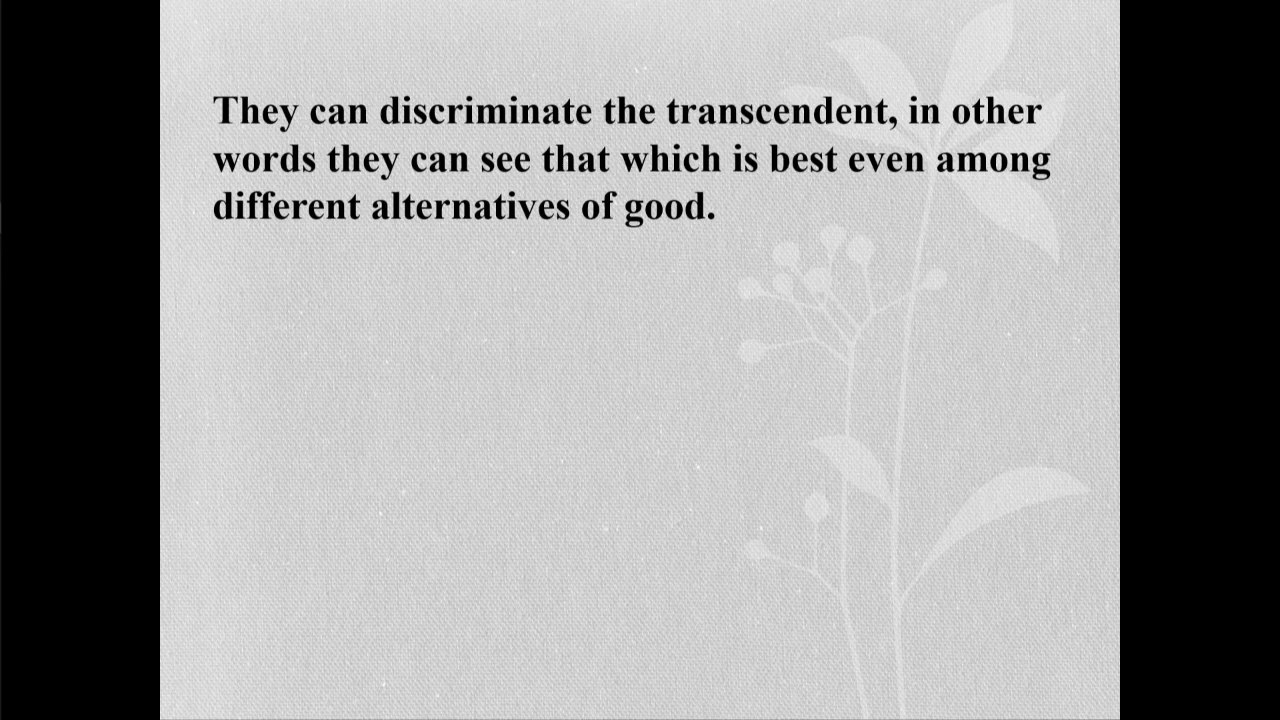 They can discriminate the transcendent, in other
words they can see that which is best even among
different alternatives of good.